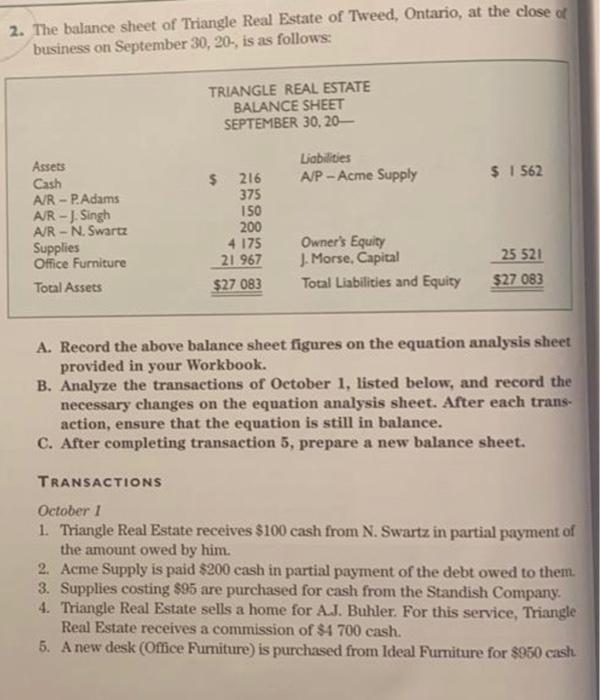 2. The balance sheet of Triangle Real Estate of Tweed, Ontario, at the close of
business on September 30, 20-, is as follows:
TRIANGLE REAL ESTATE
BALANCE SHEET
SEPTEMBER 30, 20—
Assets
Cash $ 216
A/R – P. Adams 375
A/R – J. Singh 150
A/R – N. Swartz 200
Supplies 4 175
Office Furniture 21 967
Total Assets $27 083
Liabilities
A/P – Acme Supply $ 1 562
Owner's Equity
J. Morse, Capital 25 521
Total Liabilities and Equity $27 083
A. Record the above balance sheet figures on the equation analysis sheet
provided in your Workbook.
B. Analyze the transactions of October 1, listed below, and record the
necessary changes on the equation analysis sheet. After each trans-
action, ensure that the equation is still in balance.
C. After completing transaction 5, prepare a new balance sheet.
TRANSACTIONS
October 1
1. Triangle Real Estate receives $100 cash from N. Swartz in partial payment of
the amount owed by him.
2. Acme Supply is paid $200 cash in partial payment of the debt owed to them.
3. Supplies costing $95 are purchased for cash from the Standish Company.
4. Triangle Real Estate sells a home for A.J. Buhler. For this service, Triangle
Real Estate receives a commission of $4 700 cash.
5. A new desk (Office Furniture) is purchased from Ideal Furniture for $950 cash.